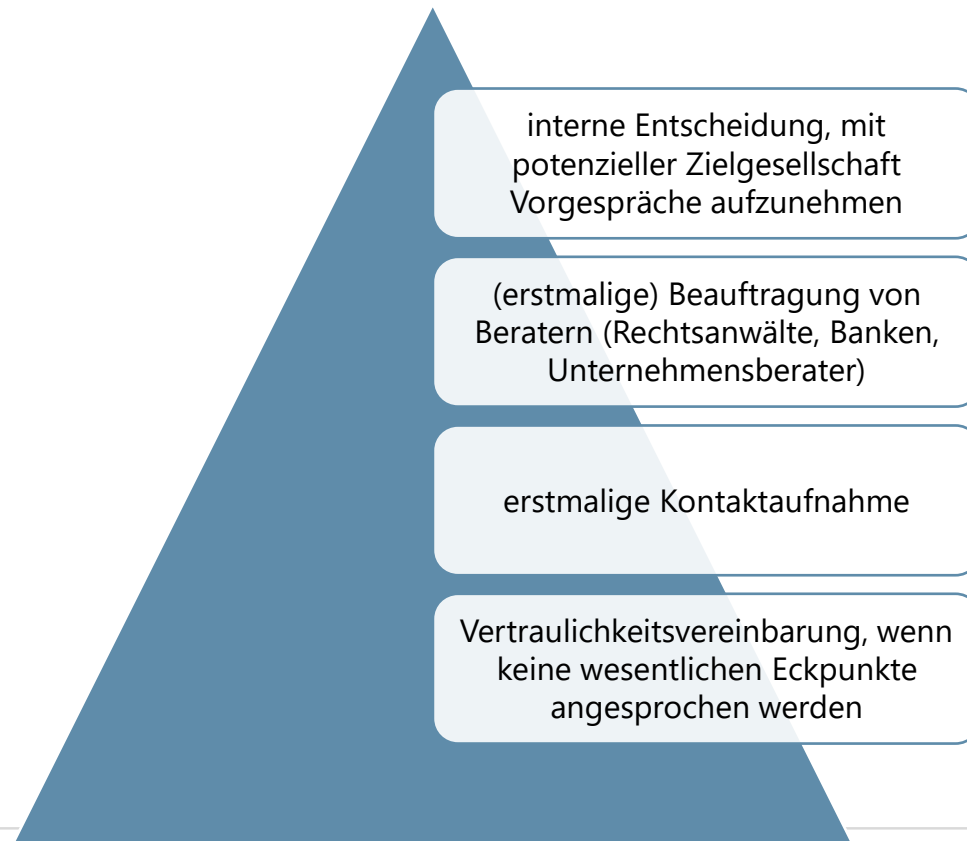 interne Entscheidung, mit
potenzieller Zielgesellschaft
Vorgespräche aufzunehmen
(erstmalige) Beauftragung von
Beratern (Rechtsanwälte, Banken,
Unternehmensberater)
erstmalige Kontaktaufnahme
Vertraulichkeitsvereinbarung, wenn
keine wesentlichen Eckpunkte
angesprochen werden